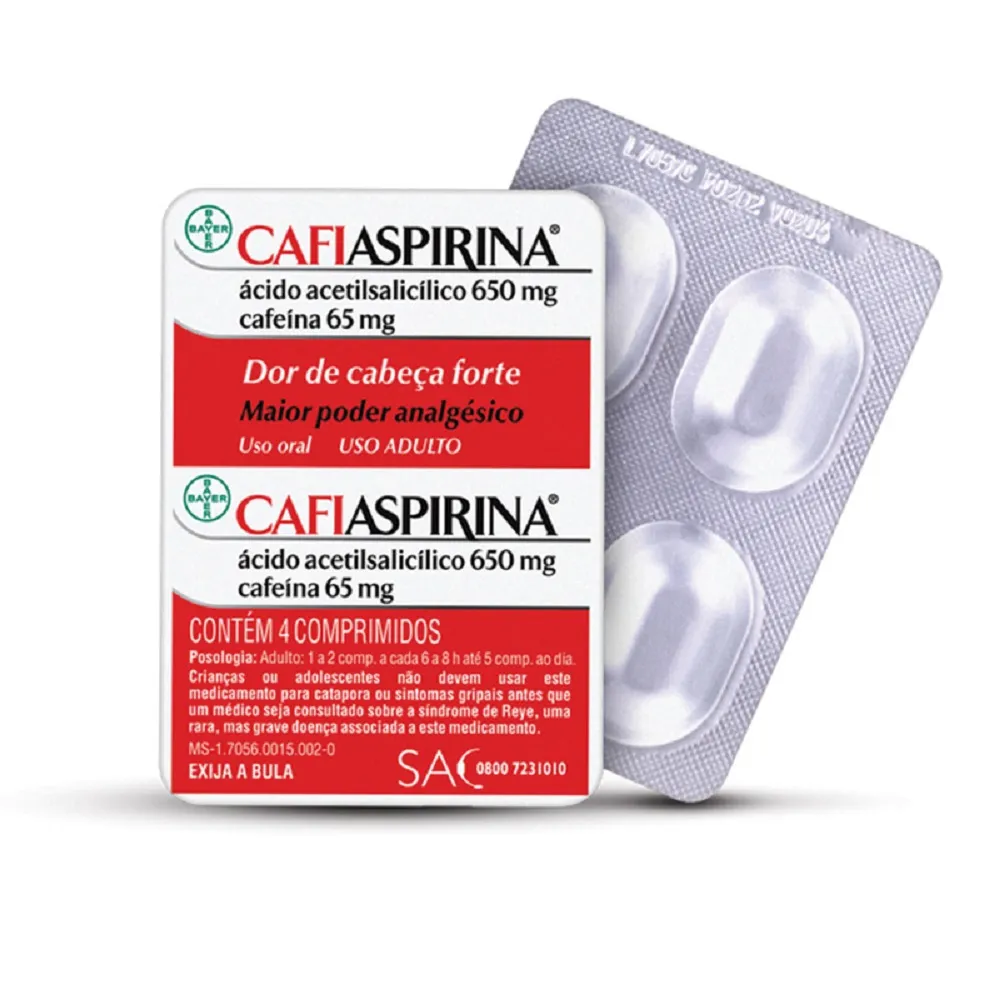 BAYER
BAYER
CAFIASPIRINA®
ácido acetilsalicílico 650 mg
cafeína 65 mg
Dor de cabeça forte
Maior poder analgésico
Uso oral USO ADULTO
BAYER
BAYER
CAFIASPIRINA®
ácido acetilsalicílico 650 mg
cafeína 65 mg
CONTÉM 4 COMPRIMIDOS
Posologia: Adulto: 1 a 2 comp. a cada 6 a 8 h até 5 comp. ao dia.
Crianças ou adolescentes não devem usar este
medicamento para catapora ou sintomas gripais antes que
um médico seja consultado sobre a síndrome de Reye, uma
rara, mas grave doença associada a este medicamento.
MS-1.7056.0015.002-0
EXIJA A BULA
SAC 0800 7231010